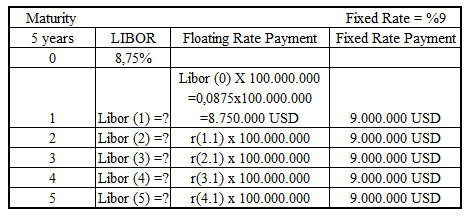 Maturity Fixed Rate = %9
5 years LIBOR Floating Rate Payment Fixed Rate Payment
0 8,75%
Libor (0) X 100.000.000
=0,0875x100.000.000
1 Libor (1) =? =8.750.000 USD 9.000.000 USD
2 Libor (2) =? r(1.1) x 100.000.000 9.000.000 USD
3 Libor (3) =? r(2.1) x 100.000.000 9.000.000 USD
4 Libor (4) =? r(3.1) x 100.000.000 9.000.000 USD
5 Libor (5) =? r(4.1) x 100.000.000 9.000.000 USD